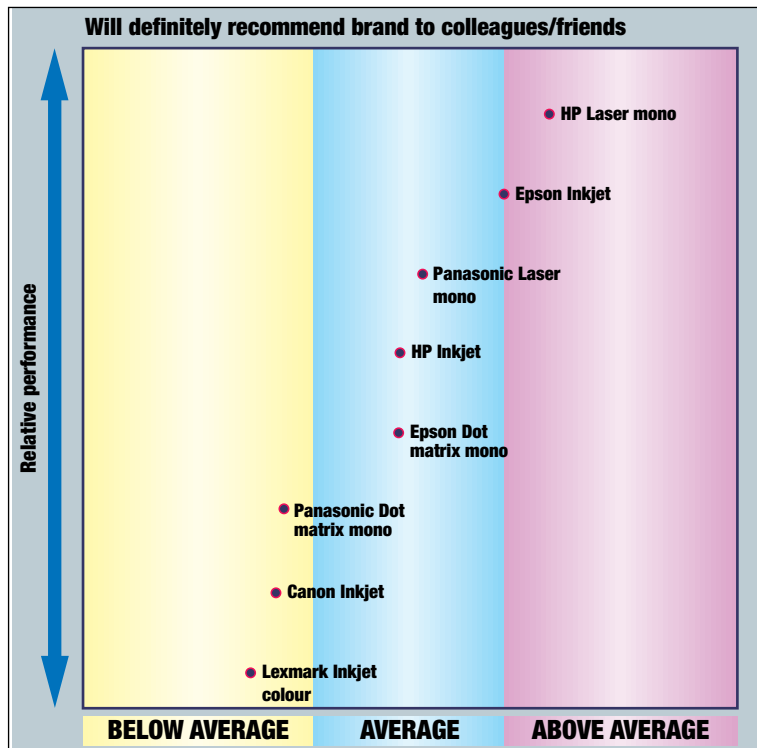 Will definitely recommend brand to colleagues/friends
Relative performance
HP Laser mono
Epson Inkjet
Panasonic Laser
mono
HP Inkjet
Epson Dot
matrix mono
Panasonic Dot
matrix mono
Canon Inkjet
Lexmark Inkjet
colour
BELOW AVERAGE
AVERAGE
ABOVE AVERAGE